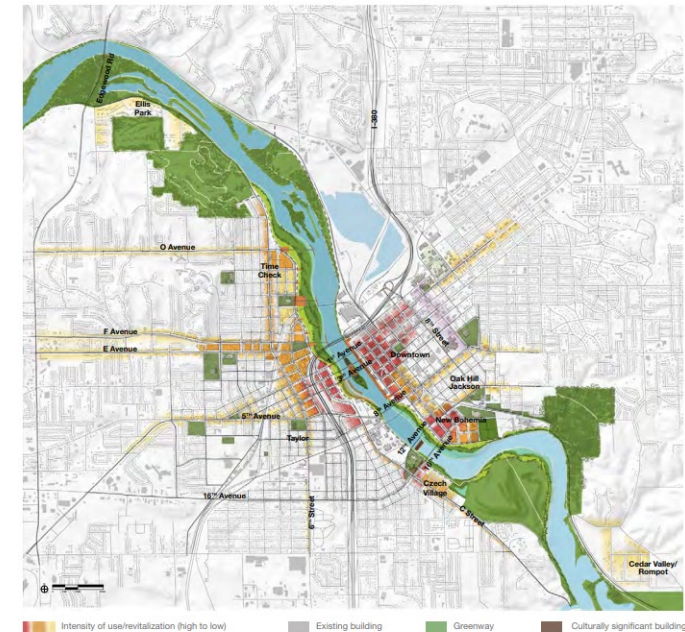 Edgewood Rd
Ellis
Park
I-380
O Avenue
Time
Check
F Avenue
E Avenue
1st Avenue
3rd Avenue
8th Street
Downtown
Oak Hill
Jackson
8th Avenue
5TH Avenue
New Bohemia
12th Avenue
16th Avenue
Taylor
16TH Avenue
6TH Street
Czech
Village
C Street
Cedar Valley/
Rompot
Intensity of use/revitalization (high to low)
Existing building
Greenway
Culturally significant building